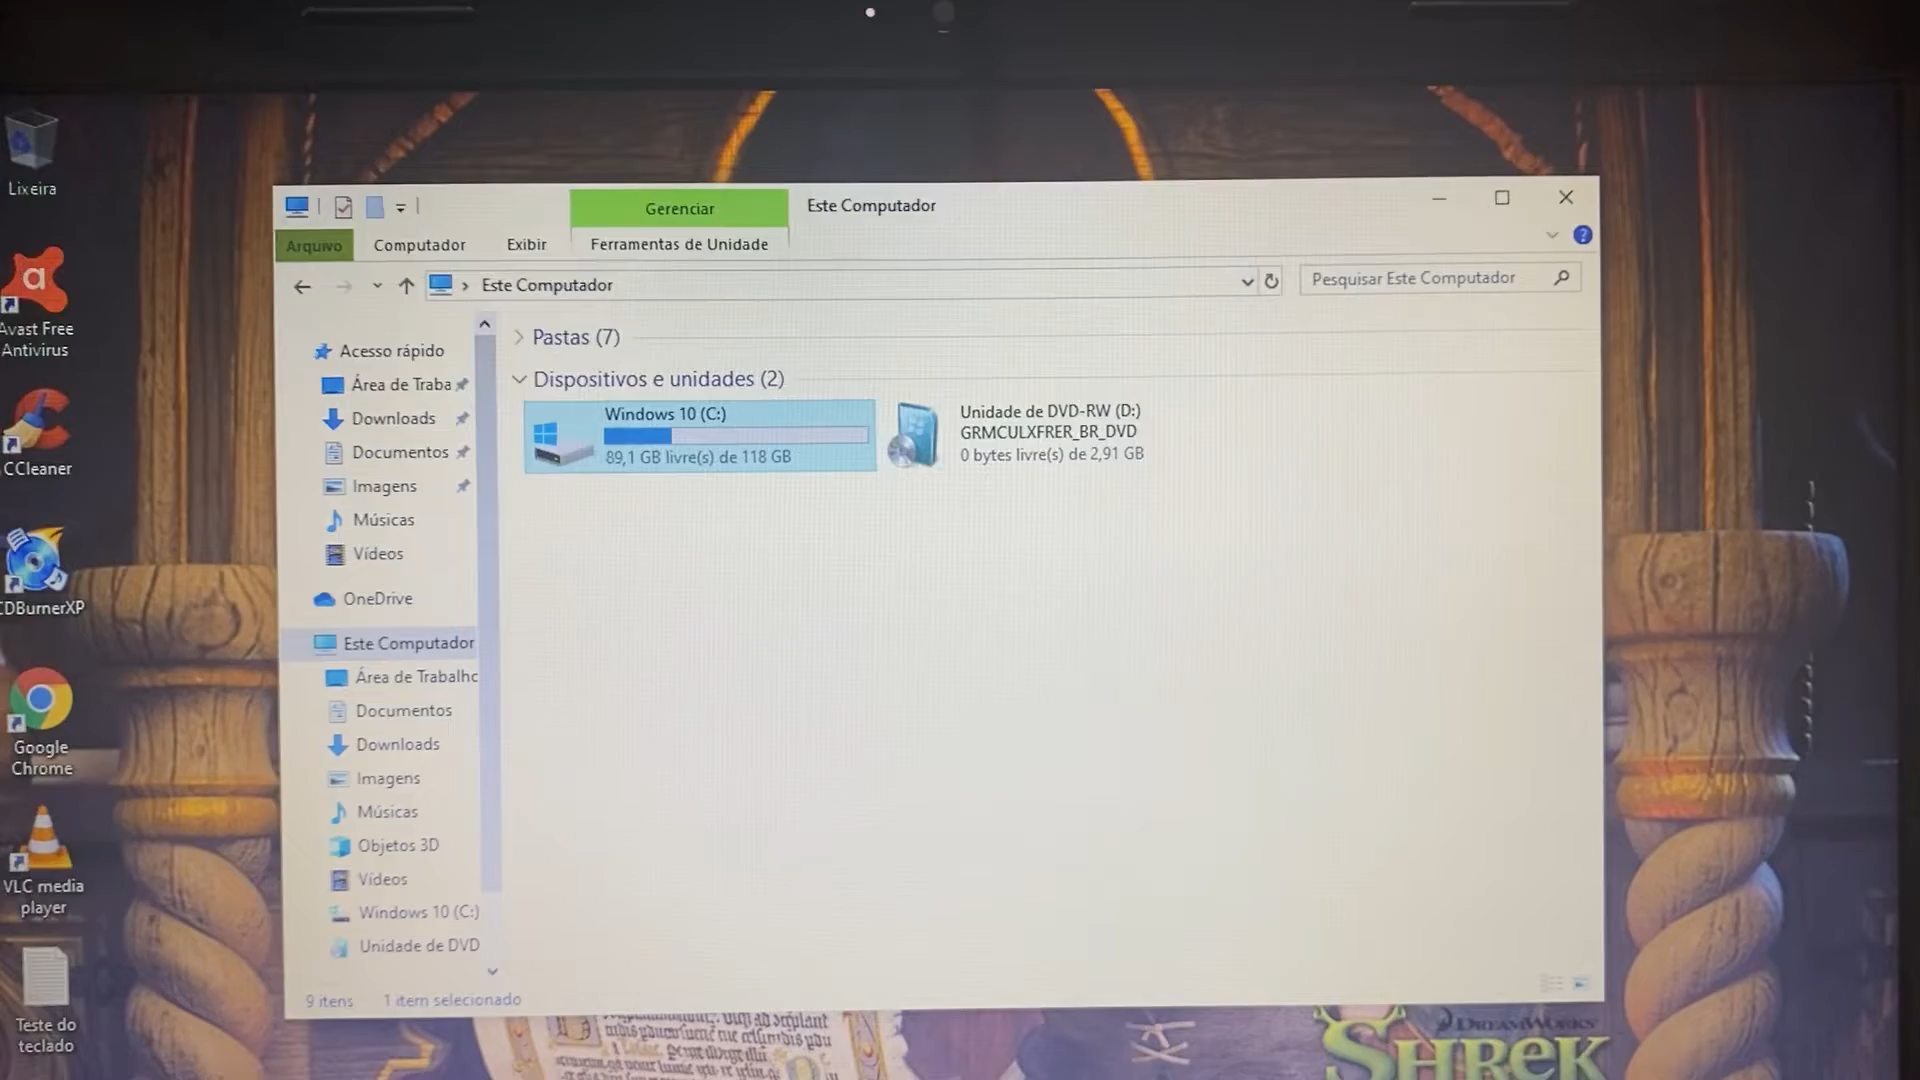 Lixeira
Avast Free
Antivirus
CCleaner
CDBurnerXP
Google
Chrome
VLC media
player
Teste do
teclado
Gerenciar
Este Computador
Arquivo
Computador
Exibir
Ferramentas de Unidade
Este Computador
Pesquisar Este Computador
Acesso rápido
Área de Traba
Downloads
Documentos
Imagens
Músicas
Vídeos
OneDrive
Este Computador
Área de Trabalho
Documentos
Downloads
Imagens
Músicas
Objetos 3D
Vídeos
Windows 10 (C:)
Unidade de DVD
Pastas (7)
Dispositivos e unidades (2)
Windows 10 (C:)
89,1 GB livre(s) de 118 GB
Unidade de DVD-RW (D:)
GRMCULXFRER_BR_DVD
0 bytes livre(s) de 2,91 GB
9 itens
1 item selecionado
DREAMWORKS
SHREK